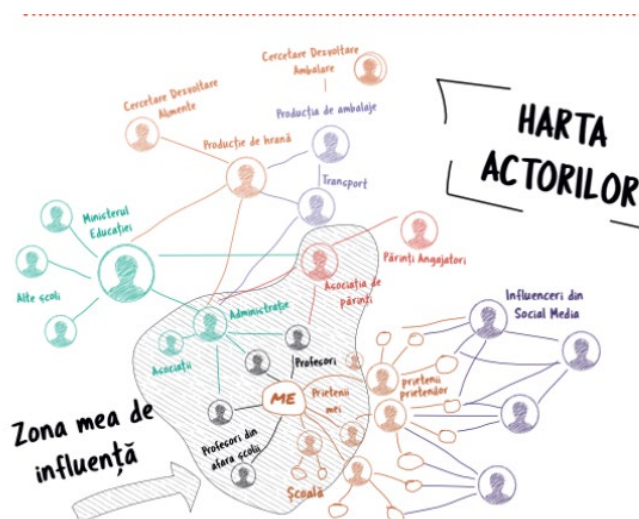 Cercetare Dezvoltare
Ambalare
Cercetare Dezvoltare
Alimente
Producția de ambalaje
Producție de hrană
HARTA
ACTORILOR
Transport
Ministerul
Educației
Părinți Angajatori
Asociația de
părinți
Alte școli
Administrație
Influenceri din
Social Media
Asociații
Profesori
prietenii
prietenilor
ME
Prietenii
mei
Zona mea de
influență
Profesori din
afara școlii
Școală